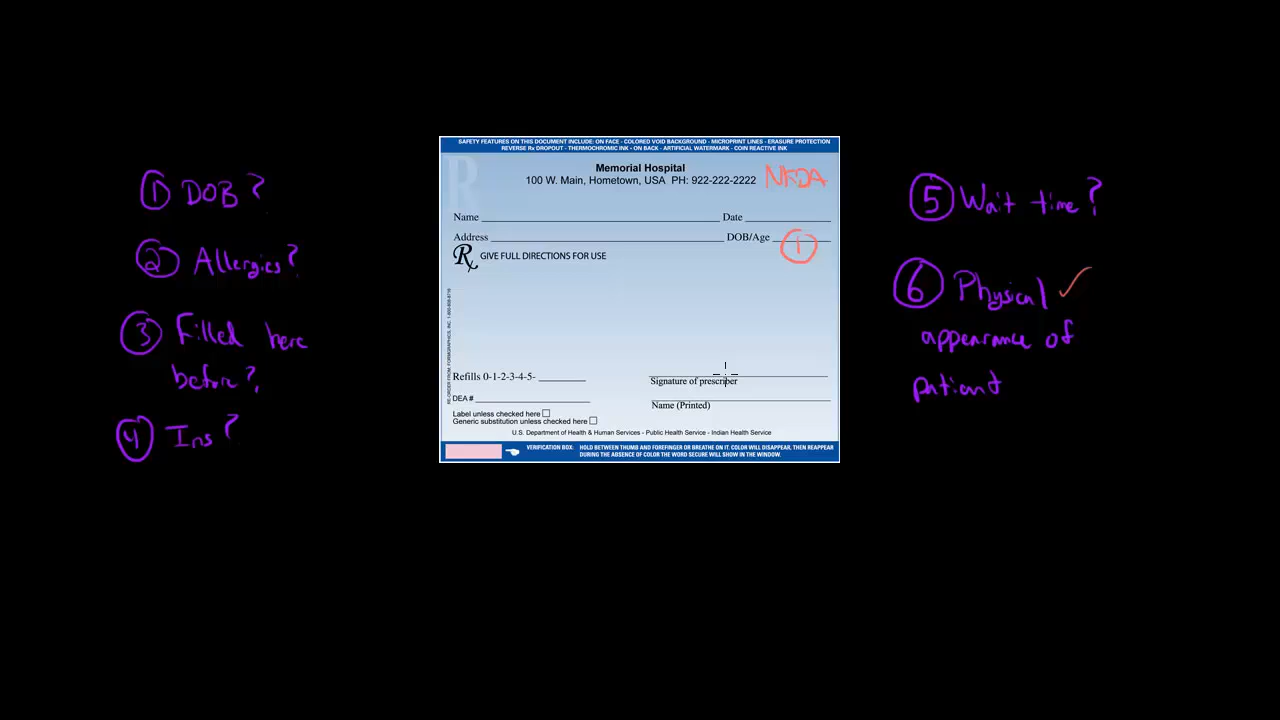 ① DOB?
② Allergies?
③ Filled here
before?
④ Ins?
SAFETY FEATURES ON THIS DOCUMENT INCLUDE: ON FACE - COLORED VOID BACKGROUND - MICROPRINT LINES - ERASURE PROTECTION
REVERSE Rx DROPOUT - THERMOCHROMIC INK - ON BACK - ARTIFICIAL WATERMARK - COIN REACTIVE INK
R
Memorial Hospital
100 W. Main, Hometown, USA PH: 922-222-2222
NKDA
Name Date
Address DOB/Age
①
Rx GIVE FULL DIRECTIONS FOR USE
Refills 0-1-2-3-4-5-
Signature of prescriber
DEA #
Name (Printed)
Label unless checked here
Generic substitution unless checked here
U.S. Department of Health & Human Services - Public Health Service - Indian Health Service
VERIFICATION BOX: HOLD BETWEEN THUMB AND FOREFINGER OR BREATHE ON IT. COLOR WILL DISAPPEAR, THEN REAPPEAR
DURING THE ABSENCE OF COLOR THE WORD SECURE WILL SHOW IN THE WINDOW.
⑤ Wait time?
⑥ Physical ✓
appearance of
patient